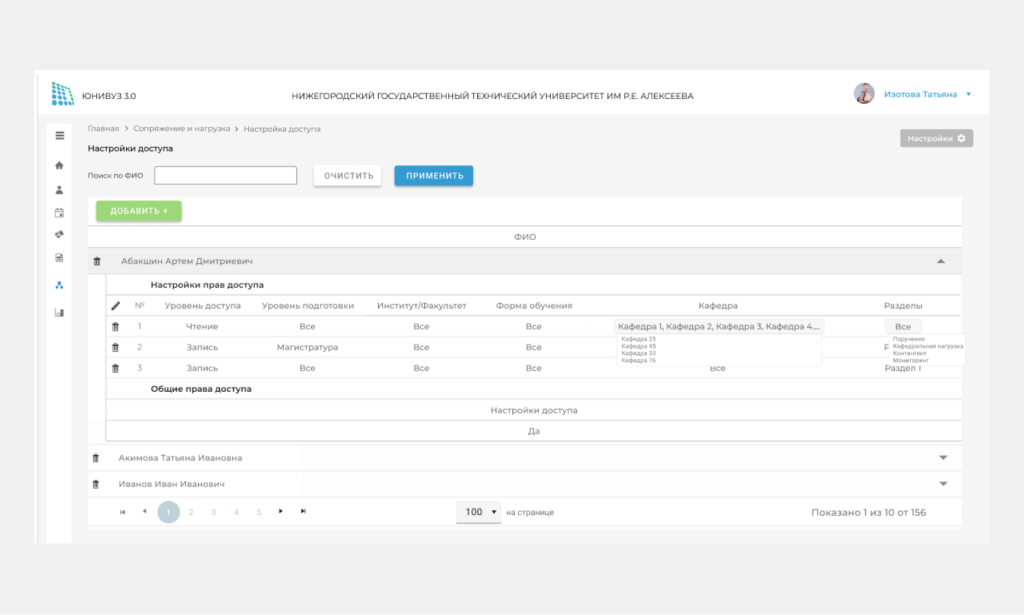 ЮНИВУЗ 3.0
НИЖЕГОРОДСКИЙ ГОСУДАРСТВЕННЫЙ ТЕХНИЧЕСКИЙ УНИВЕРСИТЕТ ИМ Р.Е. АЛЕКСЕЕВА
Изотова Татьяна
Главная > Сопряжение и нагрузка > Настройка доступа
Настройки
Настройки доступа
Поиск по ФИО ОЧИСТИТЬ ПРИМЕНИТЬ
ДОБАВИТЬ +
ФИО
Абакшин Артем Дмитриевич
Настройки прав доступа
№ Уровень доступа Уровень подготовки Институт/Факультет Форма обучения Кафедра Разделы
1 Чтение Все Все Все Кафедра 1, Кафедра 2, Кафедра 3, Кафедра 4.... Все
Кафедра 25 Поручения
2 Запись Магистратура Все Все Кафедра 45 Кафедральная нагрузка
Кафедра 33 Контингент
Кафедра 76 Мониторинг
3 Запись Все Все Все Все Раздел 1
Общие права доступа
Настройки доступа
Да
Акимова Татьяна Ивановна
Иванов Иван Иванович
1 2 3 4 5 100 на странице Показано 1 из 10 от 156